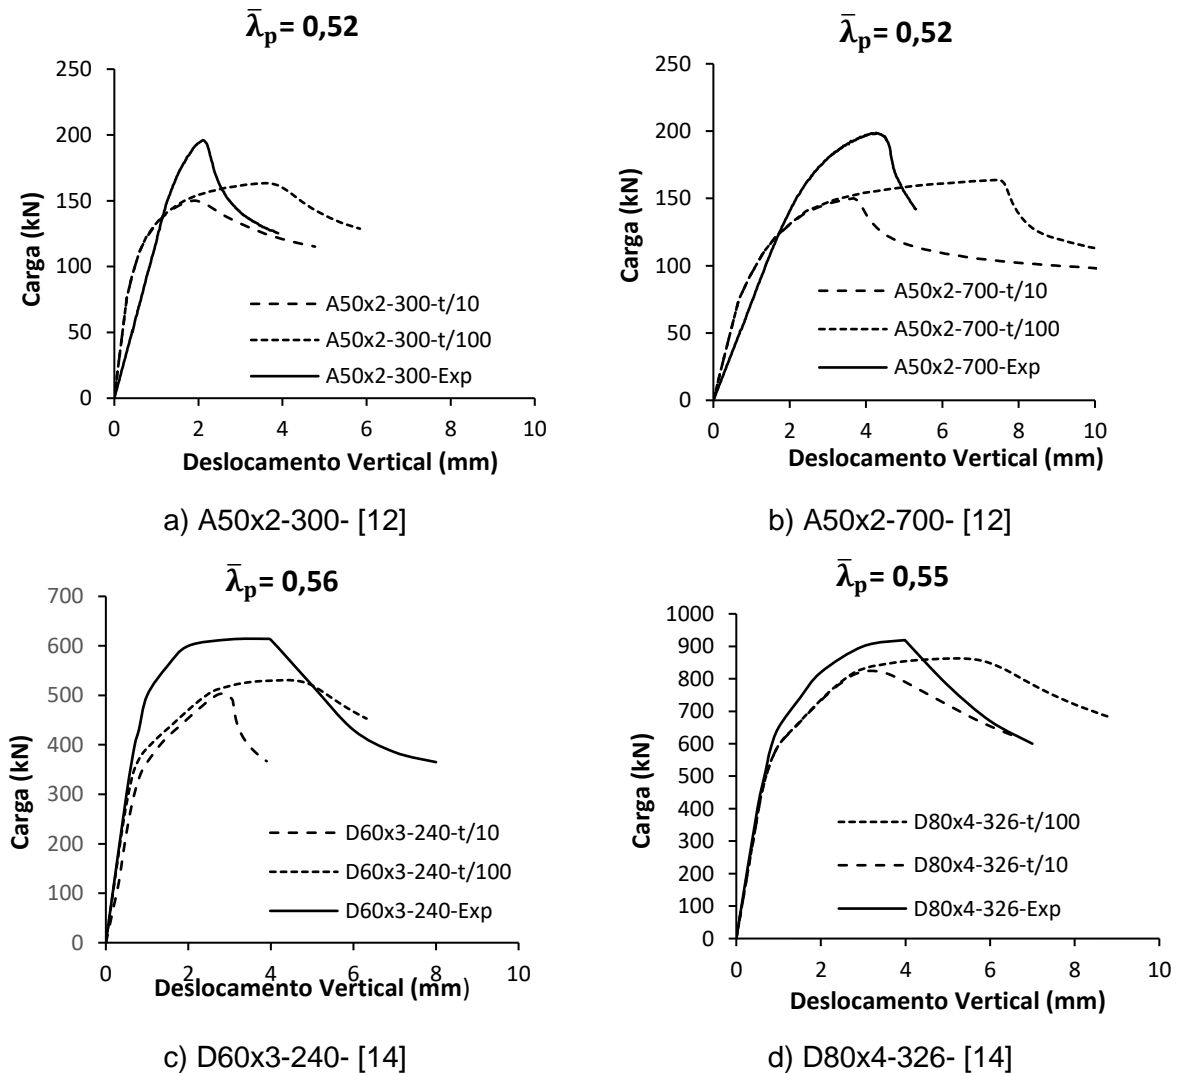 λ̄p = 0,52
250
200
150
100
50
0
0 2 4 6 8 10
Carga (kN)
Deslocamento Vertical (mm)
A50x2-300-t/10
A50x2-300-t/100
A50x2-300-Exp
a) A50x2-300- [12]
λ̄p = 0,52
250
200
150
100
50
0
0 2 4 6 8 10
Carga (kN)
Deslocamento Vertical (mm)
A50x2-700-t/10
A50x2-700-t/100
A50x2-700-Exp
b) A50x2-700- [12]
λ̄p = 0,56
700
600
500
400
300
200
100
0
0 2 4 6 8 10
Carga (kN)
Deslocamento Vertical (mm)
D60x3-240-t/10
D60x3-240-t/100
D60x3-240-Exp
c) D60x3-240- [14]
λ̄p = 0,55
1000
900
800
700
600
500
400
300
200
100
0
0 2 4 6 8 10
Carga (kN)
Deslocamento Vertical (mm)
D80x4-326-t/100
D80x4-326-t/10
D80x4-326-Exp
d) D80x4-326- [14]